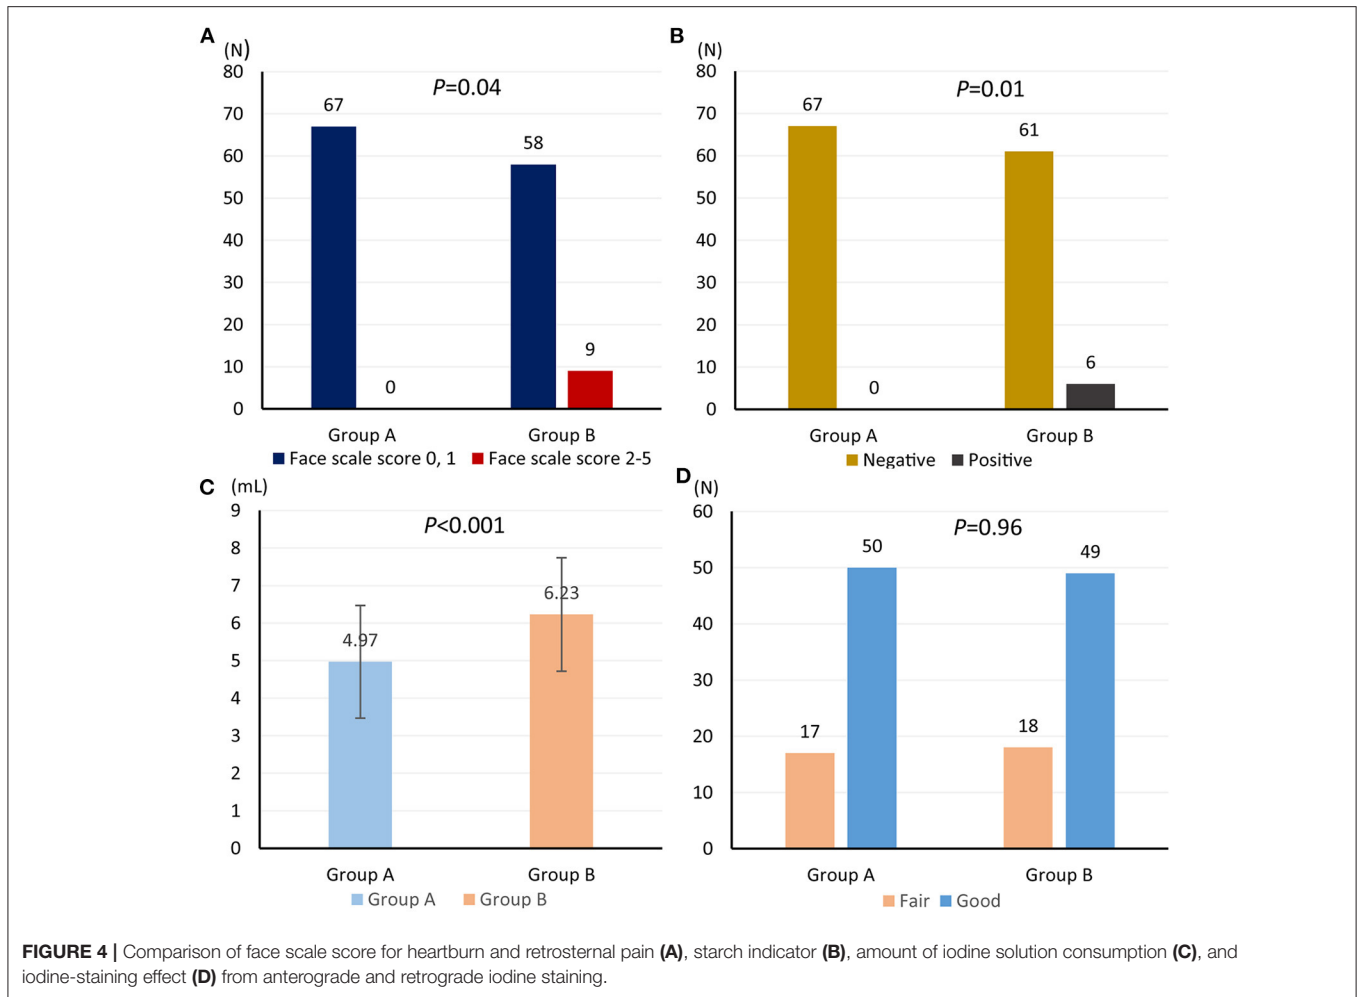 A
(N)
P=0.04
80
70
60
50
40
30
20
10
0
67
0
58
9
Group A
Group B
Face scale score 0, 1
Face scale score 2-5
B
(N)
P=0.01
80
70
60
50
40
30
20
10
0
67
0
61
6
Group A
Group B
Negative
Positive
C
(mL)
P<0.001
9
8
7
6
5
4
3
2
1
0
4.97
6.23
Group A
Group B
Group A
Group B
D
(N)
P=0.96
60
50
40
30
20
10
0
17
50
18
49
Group A
Group B
Fair
Good
FIGURE 4 | Comparison of face scale score for heartburn and retrosternal pain (A), starch indicator (B), amount of iodine solution consumption (C), and
iodine-staining effect (D) from anterograde and retrograde iodine staining.